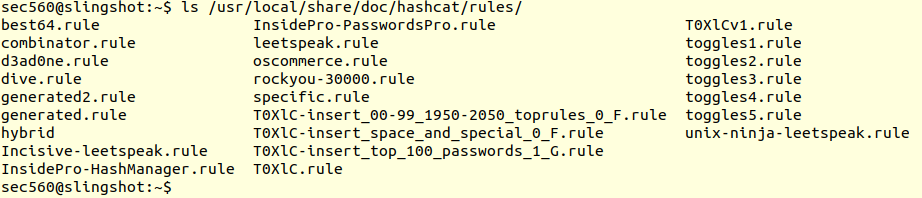 sec560@slingshot:~$ ls /usr/local/share/doc/hashcat/rules/
best64.rule InsidePro-PasswordsPro.rule T0XlCv1.rule
combinator.rule leetspeak.rule toggles1.rule
d3ad0ne.rule oscommerce.rule toggles2.rule
dive.rule rockyou-30000.rule toggles3.rule
generated2.rule specific.rule toggles4.rule
generated.rule T0XlC-insert_00-99_1950-2050_toprules_0_F.rule toggles5.rule
hybrid T0XlC-insert_space_and_special_0_F.rule unix-ninja-leetspeak.rule
Incisive-leetspeak.rule T0XlC-insert_top_100_passwords_1_G.rule
InsidePro-HashManager.rule T0XlC.rule
sec560@slingshot:~$